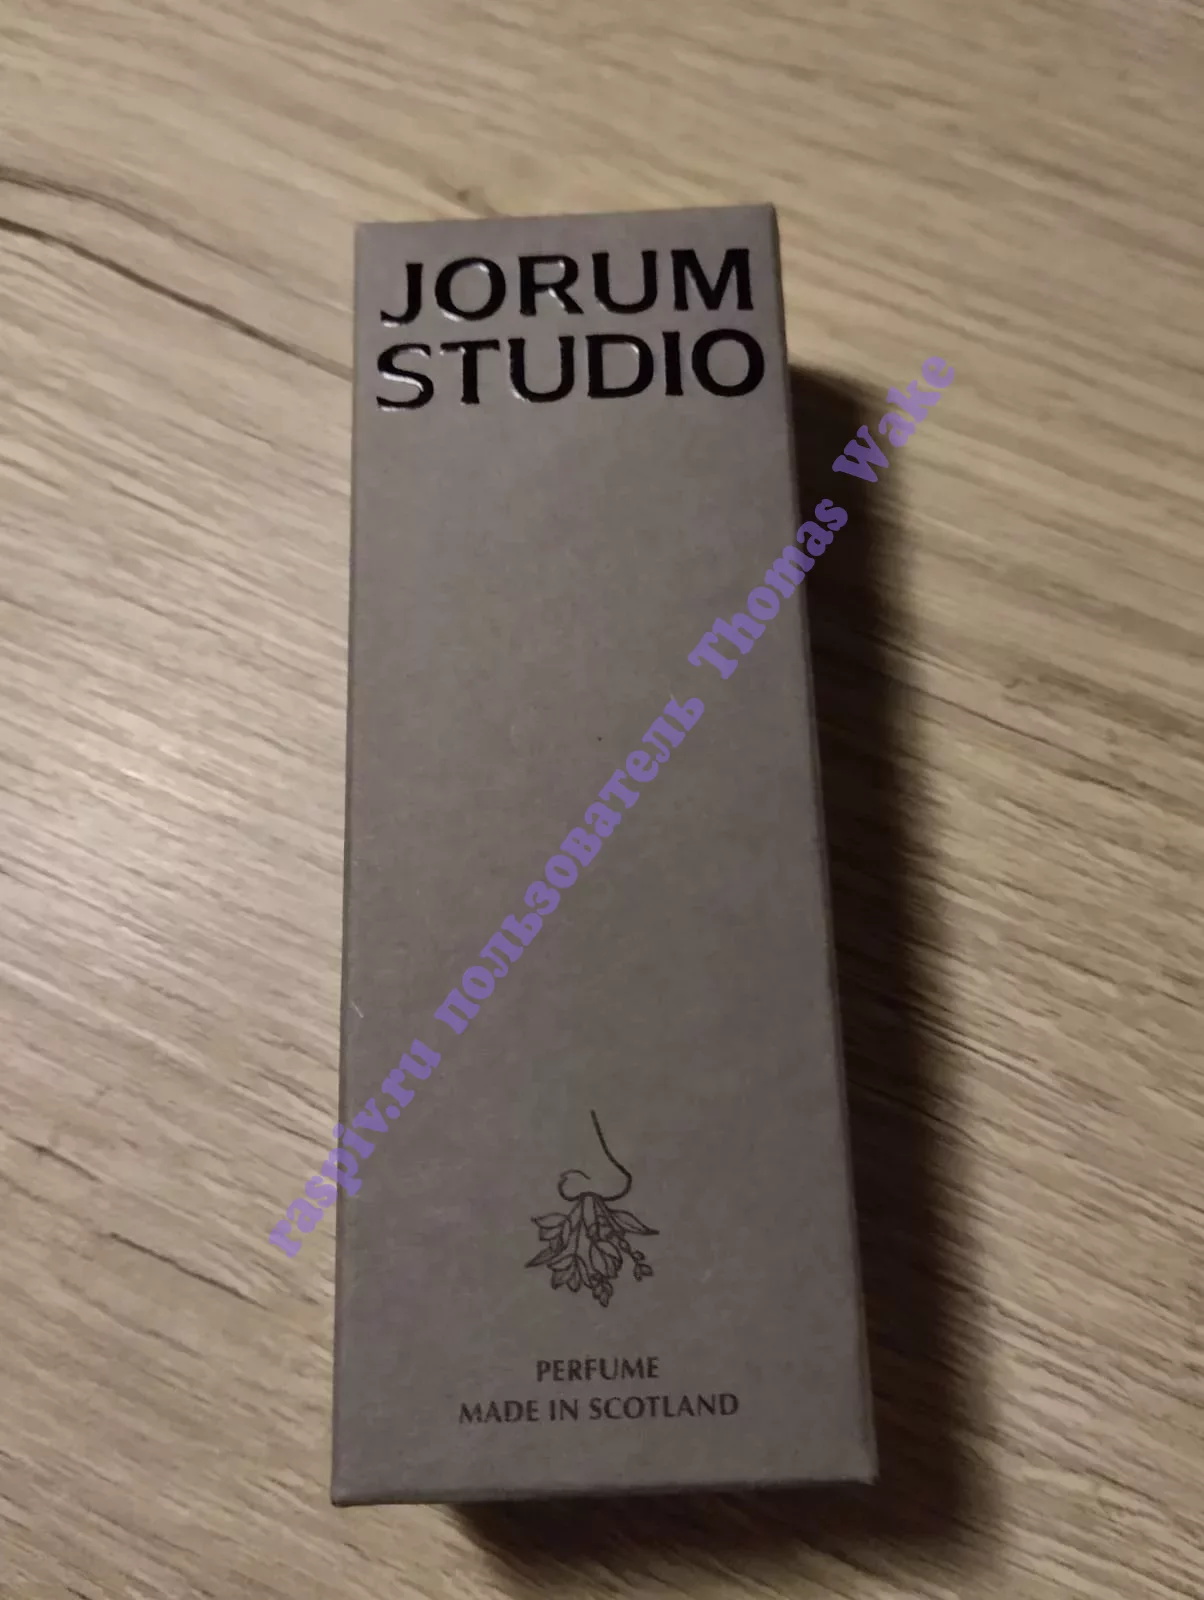 JORUM
STUDIO
raspiv.ru пользователь Thomas Wake
PERFUME
MADE IN SCOTLAND